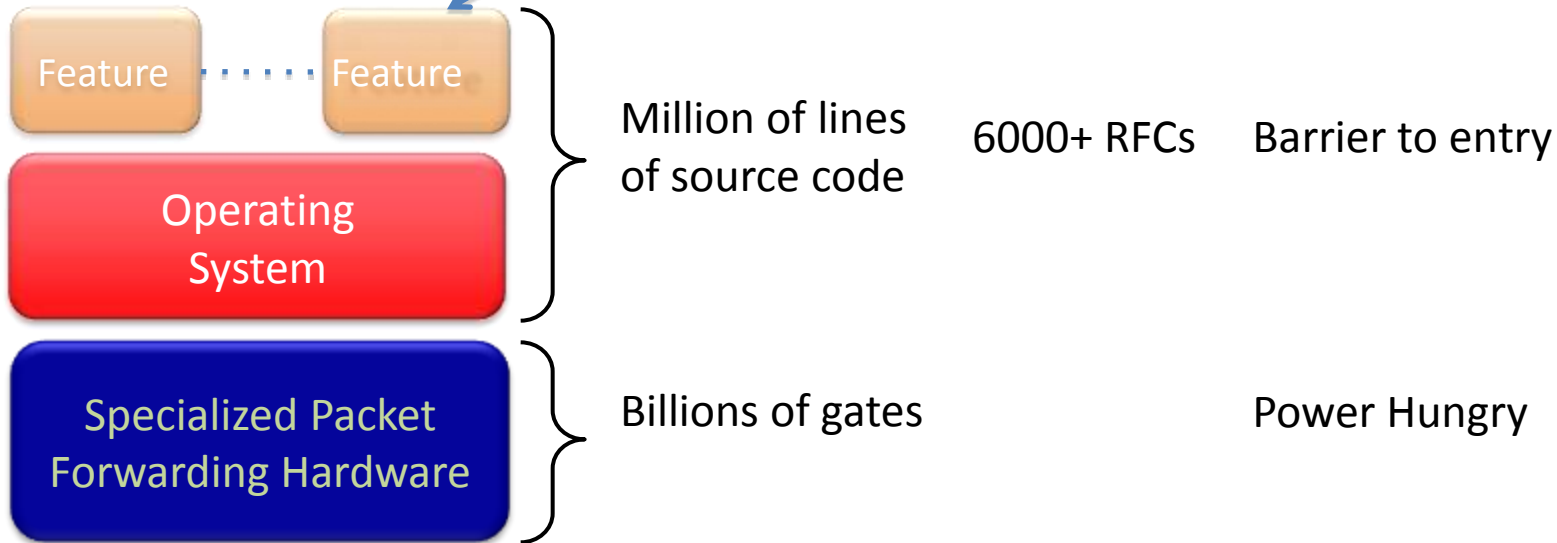 Feature ...... Feature
Million of lines
of source code
6000+ RFCs
Barrier to entry
Operating
System
Specialized Packet
Forwarding Hardware
Billions of gates
Power Hungry